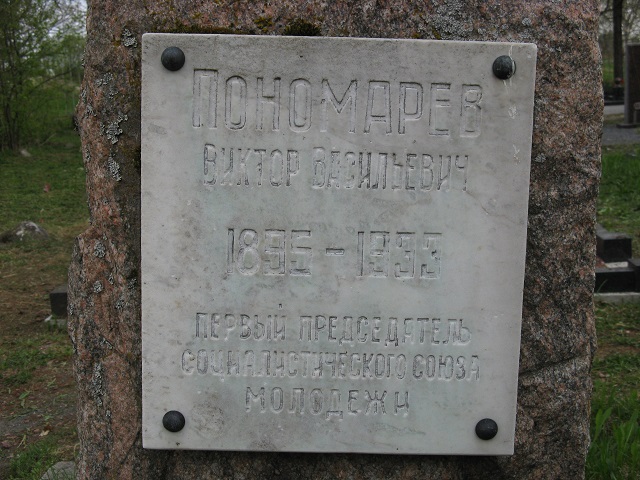 ПОНОМАРЕВ
ВИКТОР ВАСИЛЬЕВИЧ
1895 – 1933
ПЕРВЫЙ ПРЕДСЕДАТЕЛЬ
СОЦИАЛИСТИЧЕСКОГО СОЮЗА
МОЛОДЕЖИ